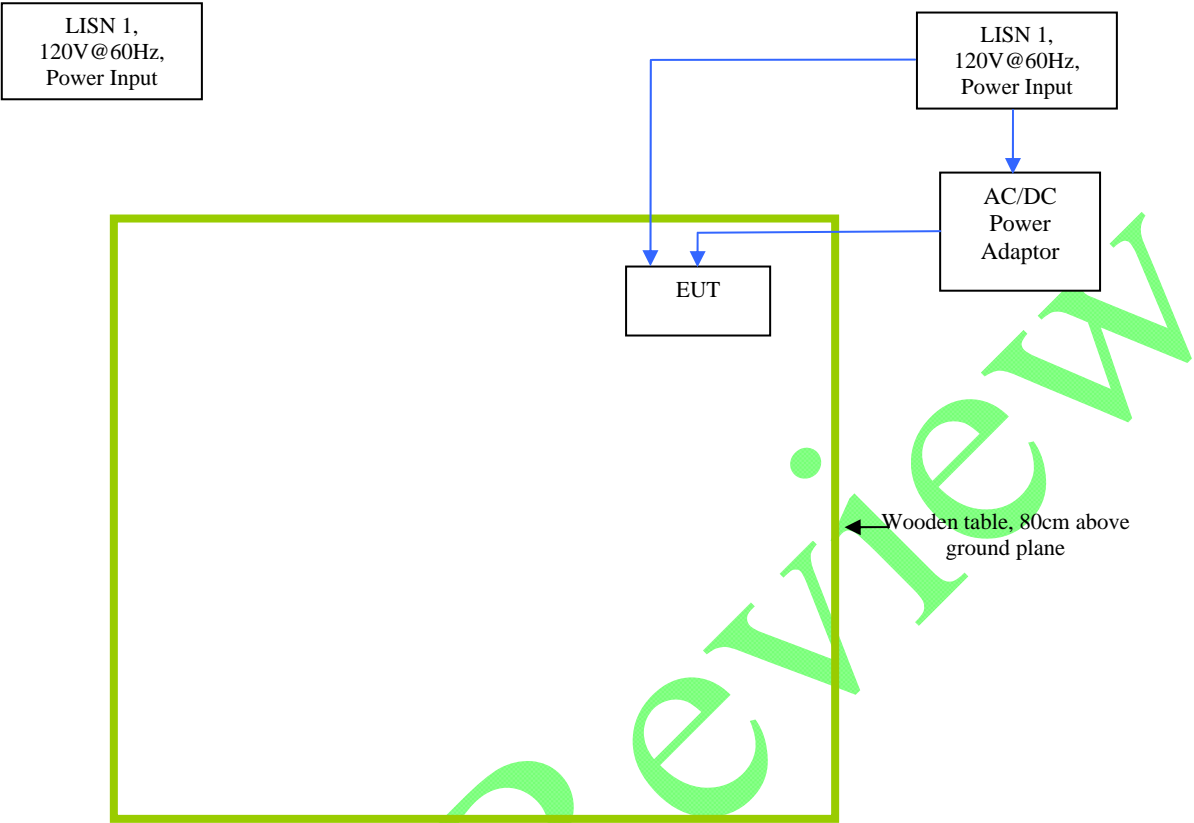 LISN 1,
120V@60Hz,
Power Input
LISN 1,
120V@60Hz,
Power Input
AC/DC
Power
Adaptor
EUT
Wooden table, 80cm above
ground plane
eview